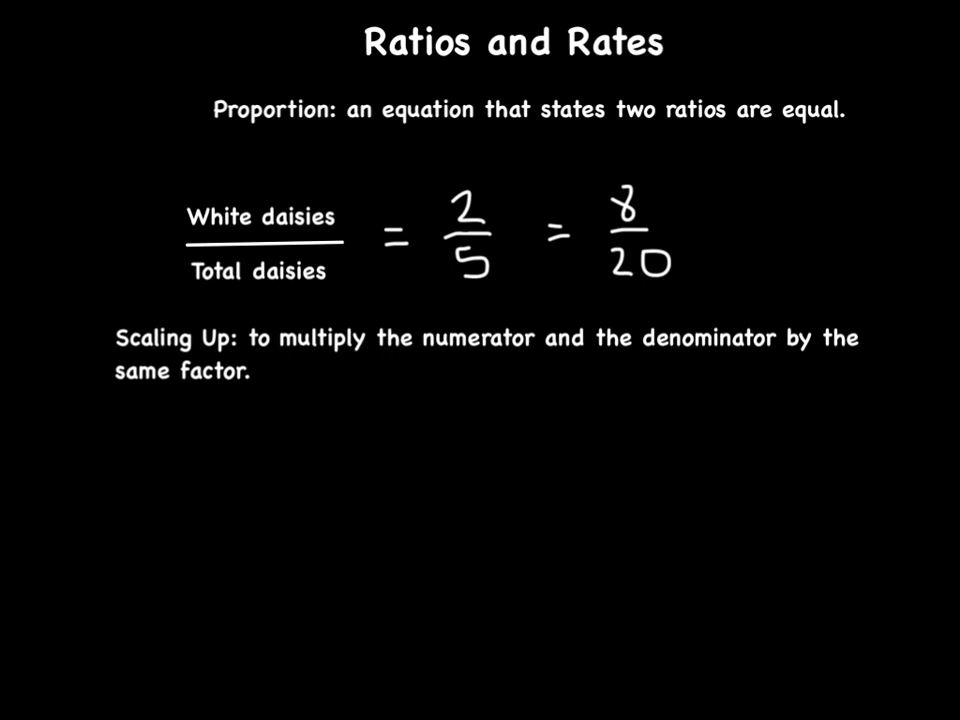 Ratios and Rates
Proportion: an equation that states two ratios are equal.
White daisies
Total daisies
= 2/5 = 8/20
Scaling Up: to multiply the numerator and the denominator by the
same factor.